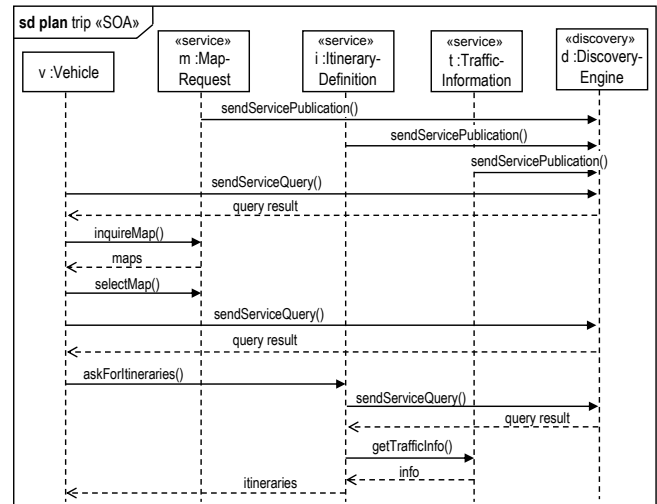 sd plan trip «SOA»
v :Vehicle
«service»
m :Map-
Request
«service»
i :Itinerary-
Definition
«service»
t :Traffic-
Information
«discovery»
d :Discovery-
Engine
sendServicePublication()
sendServicePublication()
sendServicePublication()
sendServiceQuery()
query result
inquireMap()
maps
selectMap()
sendServiceQuery()
query result
askForItineraries()
sendServiceQuery()
query result
getTrafficInfo()
info
itineraries